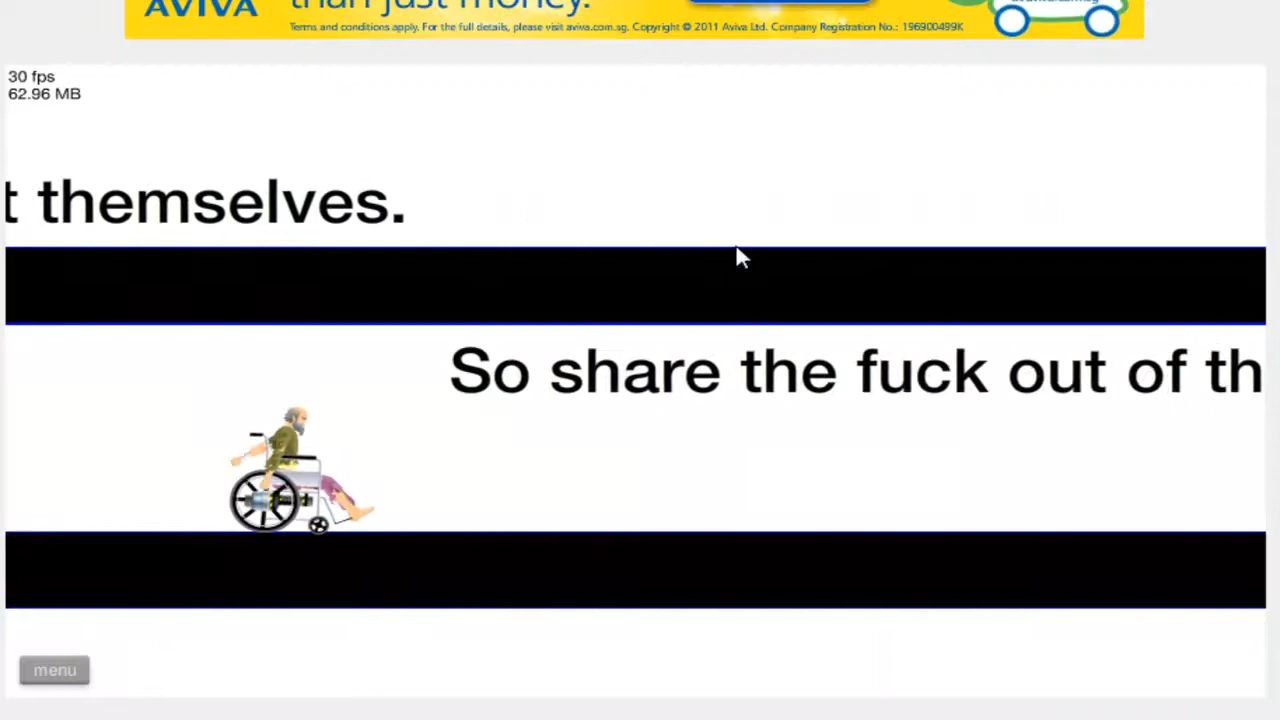 AVIVA than just money.
Terms and conditions apply. For the full details, please visit aviva.com.sg. Copyright © 2011 Aviva Ltd. Company Registration No.: 196900499K
30 fps
62.96 MB
t themselves.
So share the fuck out of th
menu